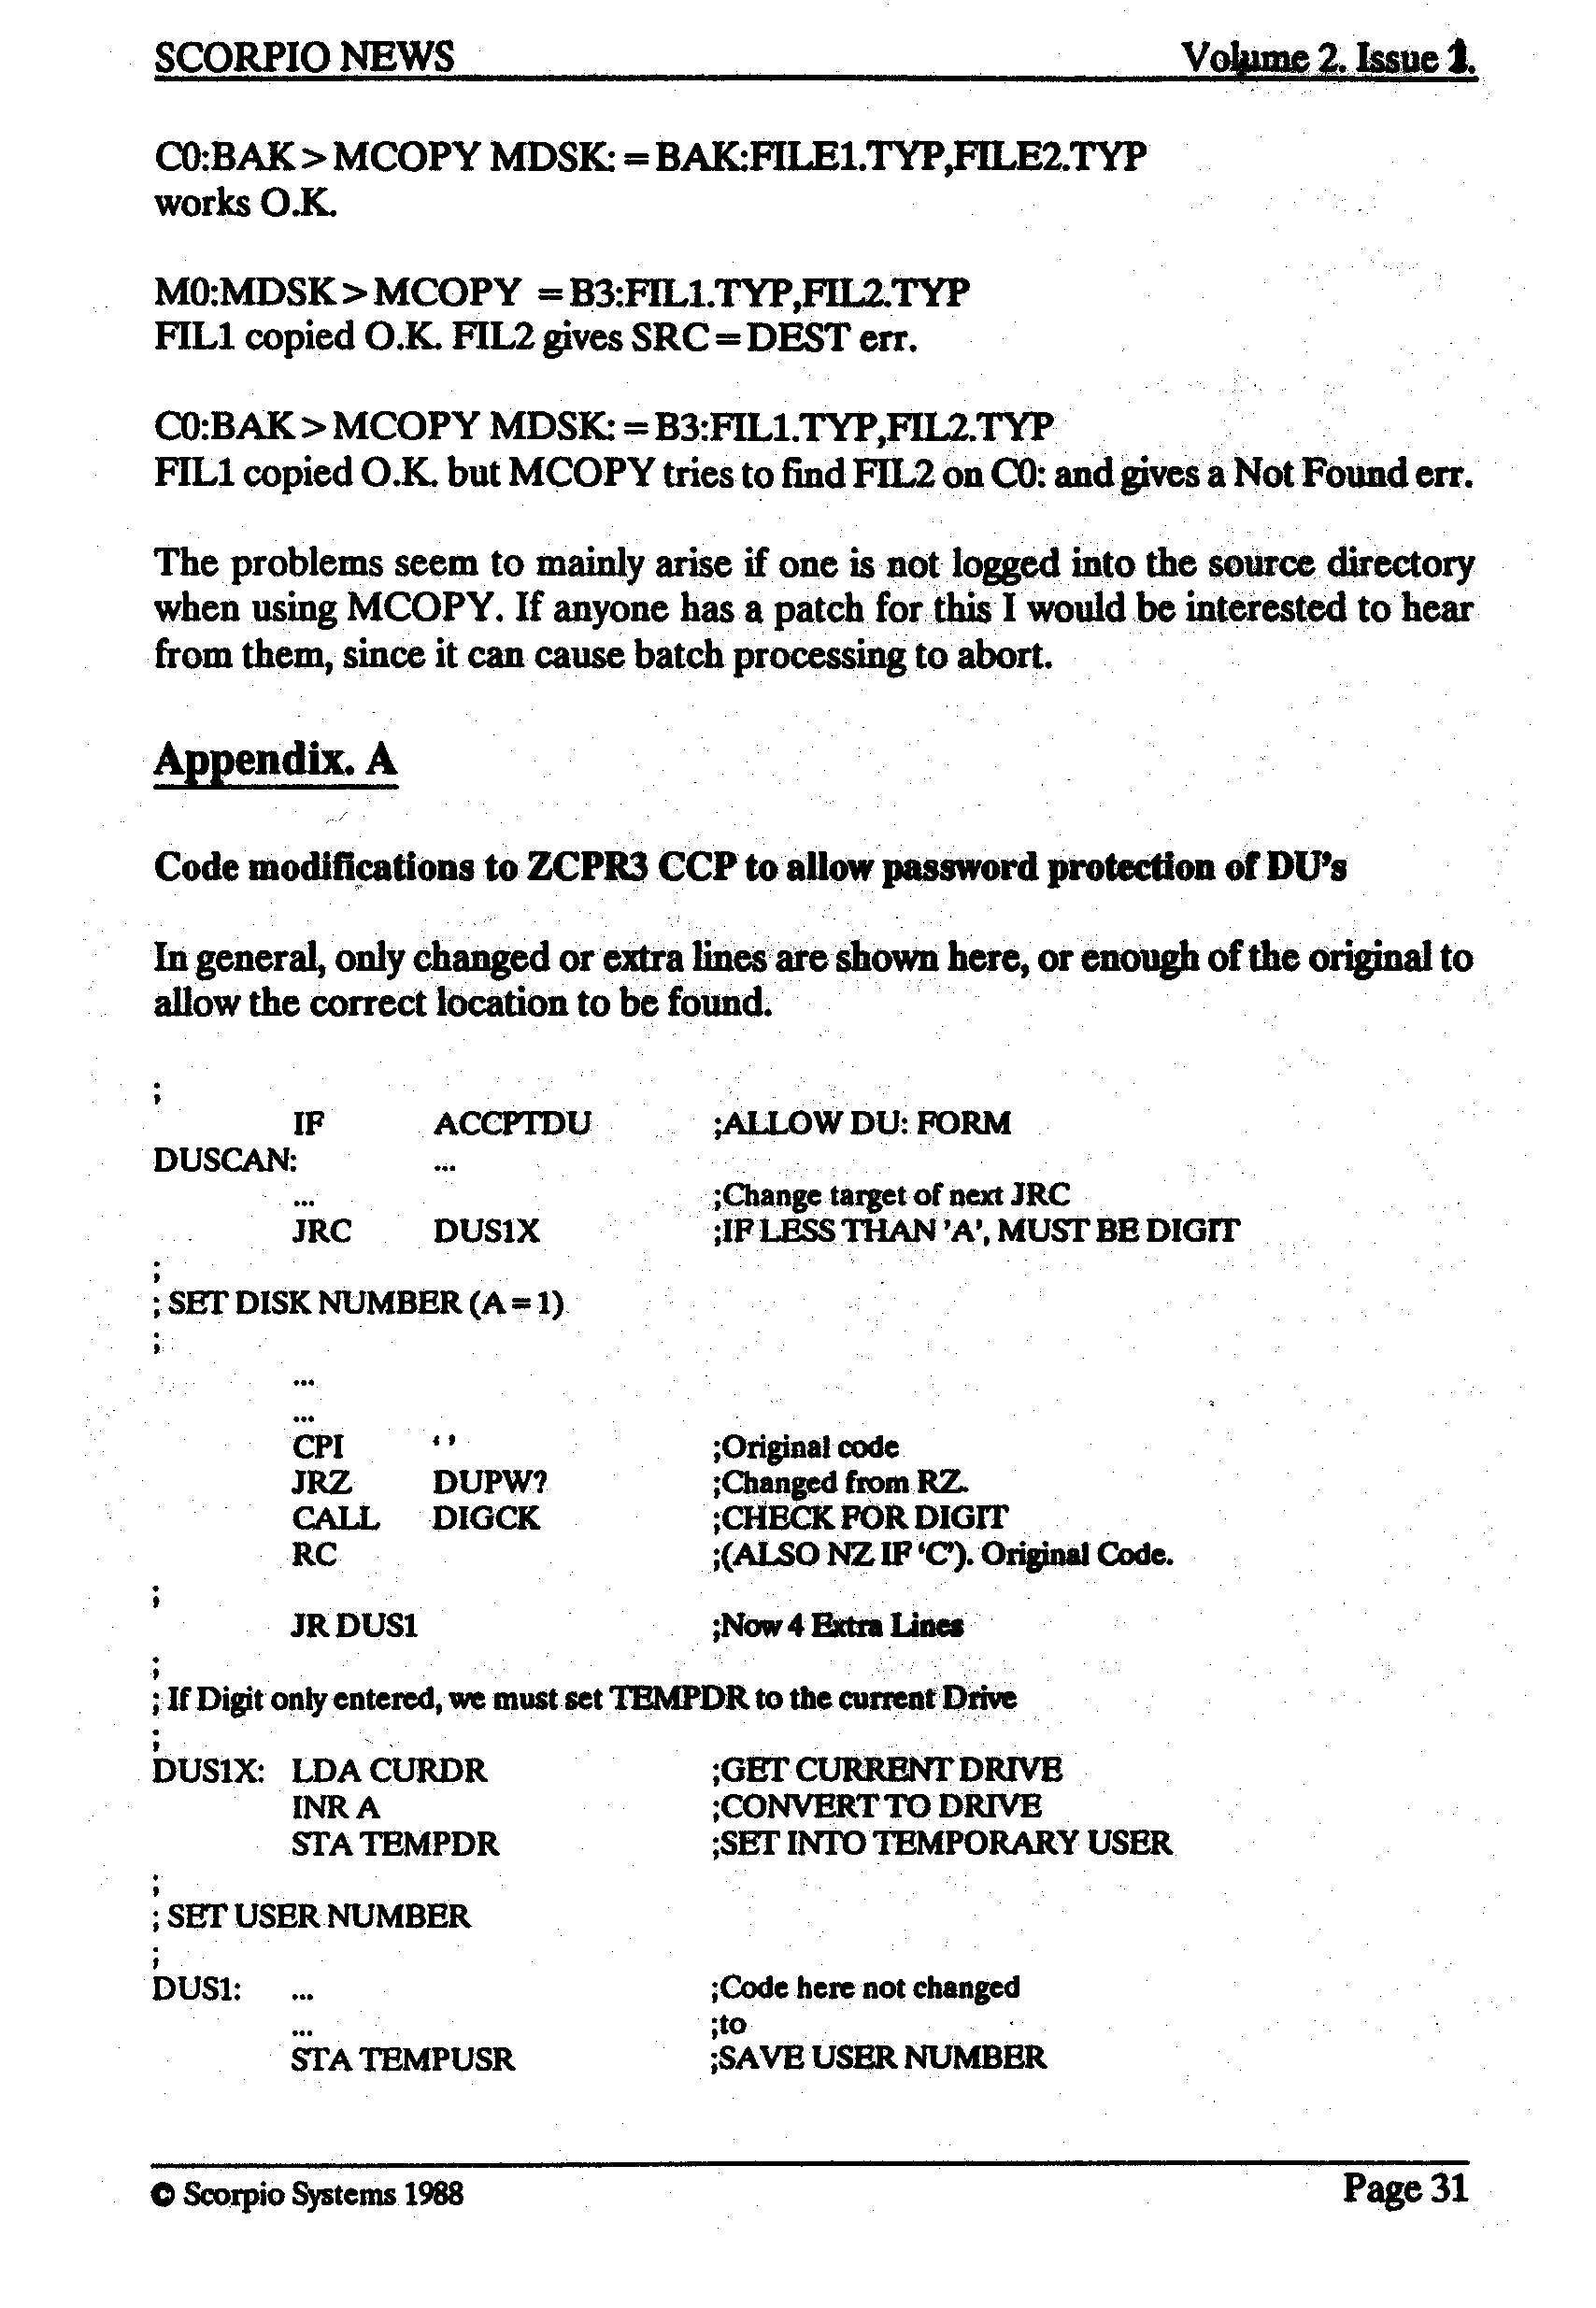 SCORPIO NEWS Volume 2. Issue 1.
C0:BAK>MCOPY MDSK:=BAK:FILE1.TYP,FILE2.TYP
works O.K.
M0:MDSK>MCOPY =B3:FIL1.TYP,FIL2.TYP
FIL1 copied O.K. FIL2 gives SRC=DEST err.
C0:BAK>MCOPY MDSK:=B3:FIL1.TYP,FIL2.TYP
FIL1 copied O.K. but MCOPY tries to find FIL2 on C0: and gives a Not Found err.
The problems seem to mainly arise if one is not logged into the source directory
when using MCOPY. If anyone has a patch for this I would be interested to hear
from them, since it can cause batch processing to abort.
Appendix. A
Code modifications to ZCPR3 CCP to allow password protection of DU's
In general, only changed or extra lines are shown here, or enough of the original to
allow the correct location to be found.
;
IF ACCPTDU ;ALLOW DU: FORM
DUSCAN: ...
... ;Change target of next JRC
JRC DUS1X ;IF LESS THAN 'A', MUST BE DIGIT
;
; SET DISK NUMBER (A=1)
;
...
...
CPI ‘ ’ ;Original code
JRZ DUPW? ;Changed from RZ.
CALL DIGCK ;CHECK FOR DIGIT
RC ;(ALSO NZ IF ‘C’). Original Code.
;
JR DUS1 ;Now 4 Extra Lines
;
; If Digit only entered, we must set TEMPDR to the current Drive
;
DUS1X: LDA CURDR ;GET CURRENT DRIVE
INR A ;CONVERT TO DRIVE
STA TEMPDR ;SET INTO TEMPORARY USER
;
; SET USER NUMBER
;
DUS1: ... ;Code here not changed
... ;to
STA TEMPUSR ;SAVE USER NUMBER
© Scorpio Systems 1988 Page 31